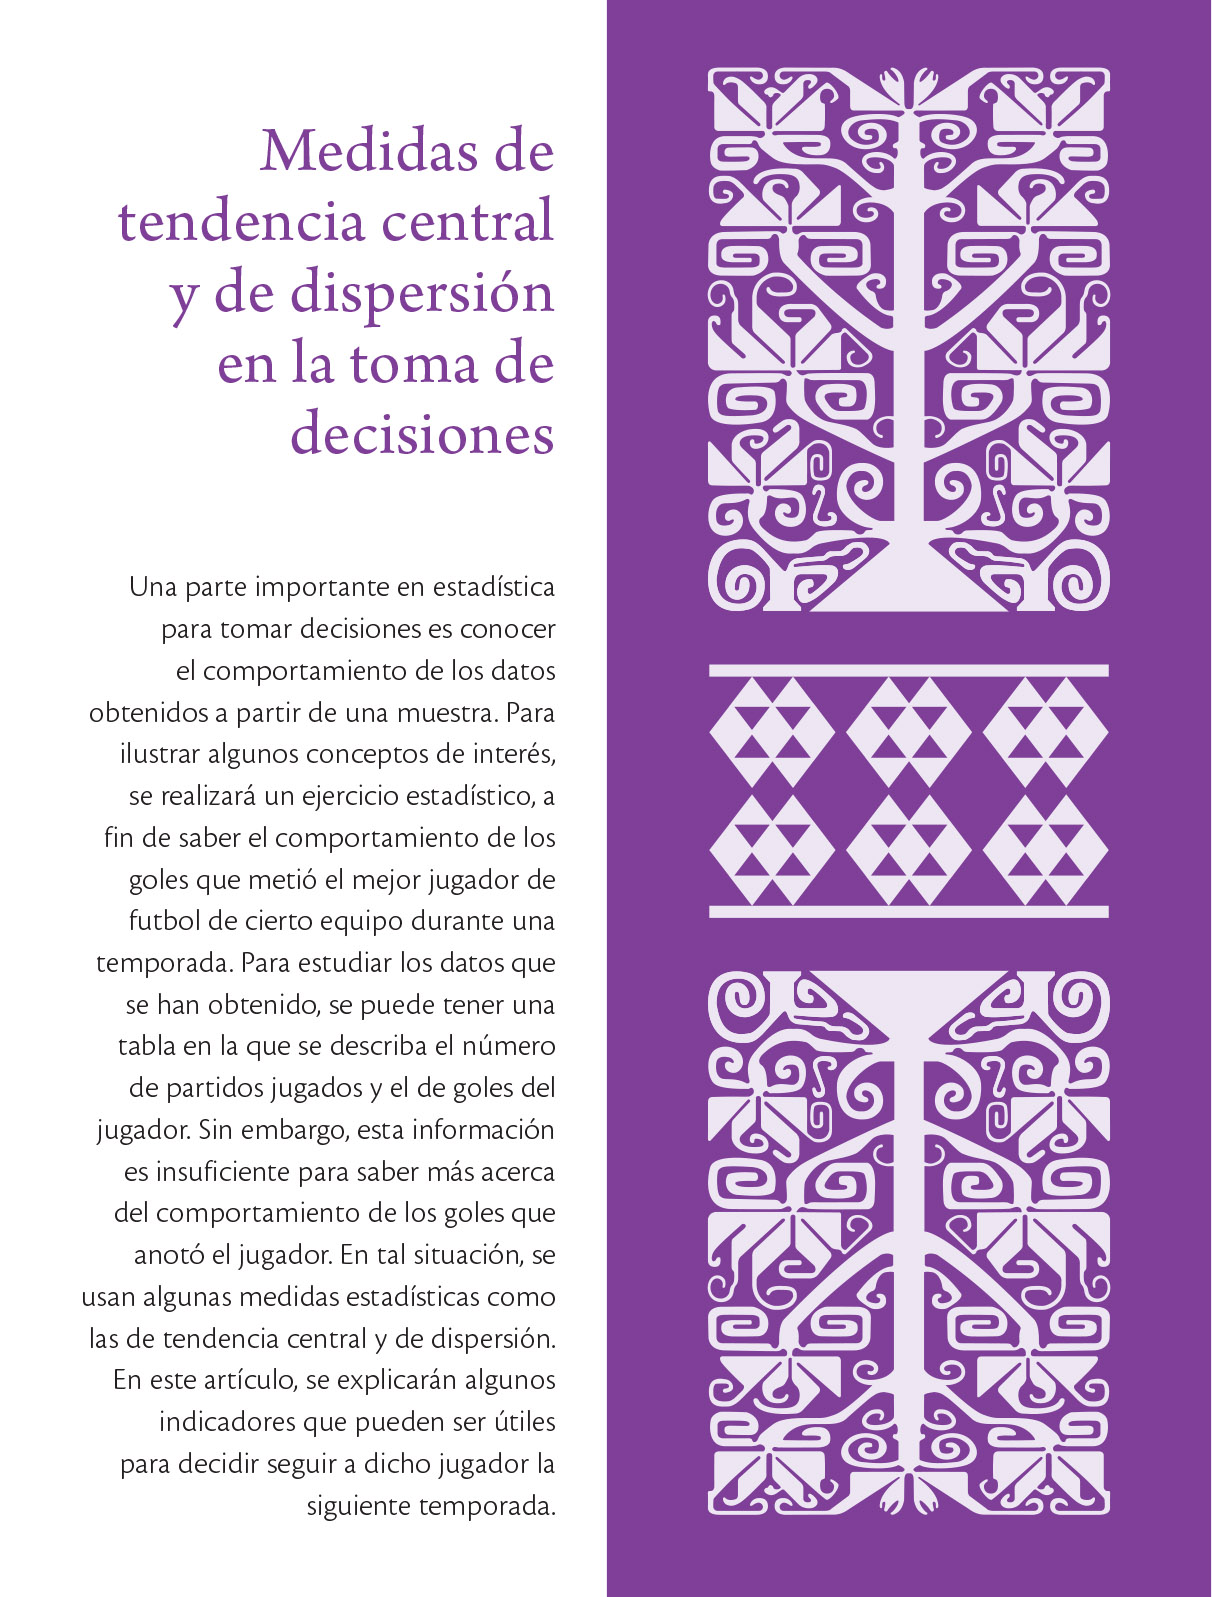 Medidas de
tendencia central
y de dispersión
en la toma de
decisiones
Una parte importante en estadística
para tomar decisiones es conocer
el comportamiento de los datos
obtenidos a partir de una muestra. Para
ilustrar algunos conceptos de interés,
se realizará un ejercicio estadístico, a
fin de saber el comportamiento de los
goles que metió el mejor jugador de
futbol de cierto equipo durante una
temporada. Para estudiar los datos que
se han obtenido, se puede tener una
tabla en la que se describa el número
de partidos jugados y el de goles del
jugador. Sin embargo, esta información
es insuficiente para saber más acerca
del comportamiento de los goles que
anotó el jugador. En tal situación, se
usan algunas medidas estadísticas como
las de tendencia central y de dispersión.
En este artículo, se explicarán algunos
indicadores que pueden ser útiles
para decidir seguir a dicho jugador la
siguiente temporada.